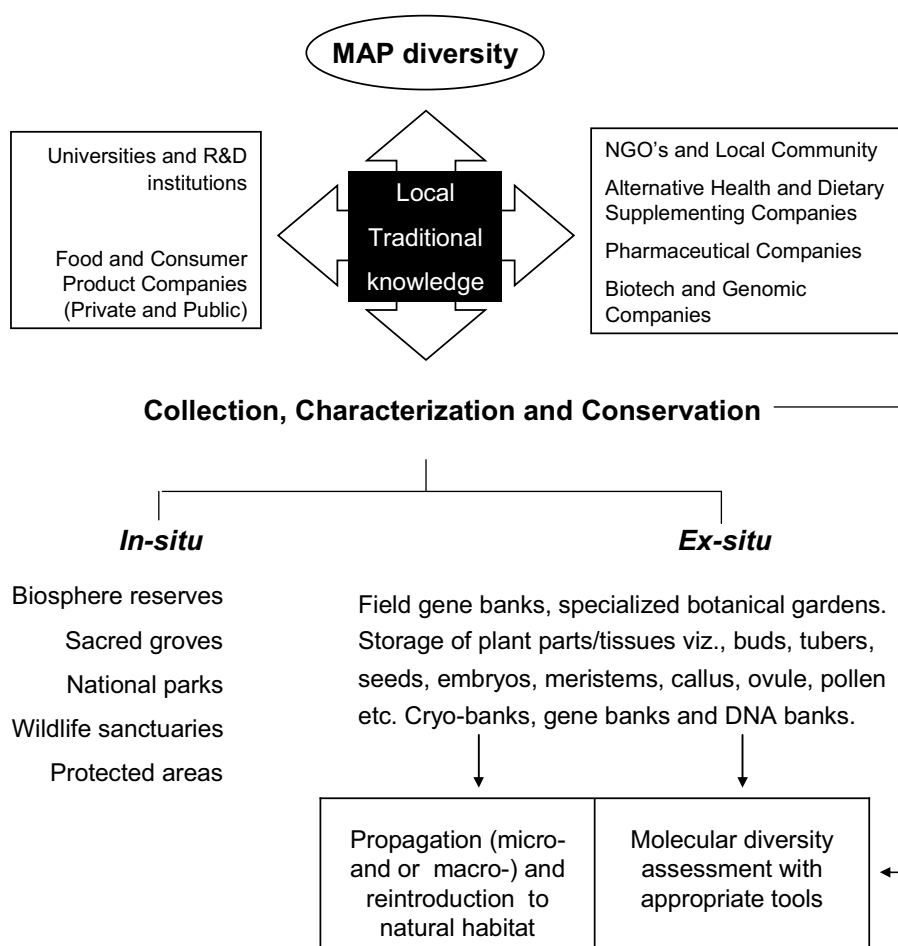 MAP diversity
Universities and R&D
institutions
Food and Consumer
Product Companies
(Private and Public)
Local
Traditional
knowledge
NGO's and Local Community
Alternative Health and Dietary
Supplementing Companies
Pharmaceutical Companies
Biotech and Genomic
Companies
Collection, Characterization and Conservation
In-situ
Biosphere reserves
Sacred groves
National parks
Wildlife sanctuaries
Protected areas
Ex-situ
Field gene banks, specialized botanical gardens.
Storage of plant parts/tissues viz., buds, tubers,
seeds, embryos, meristems, callus, ovule, pollen
etc. Cryo-banks, gene banks and DNA banks.
Propagation (micro-
and or macro-) and
reintroduction to
natural habitat
Molecular diversity
assessment with
appropriate tools